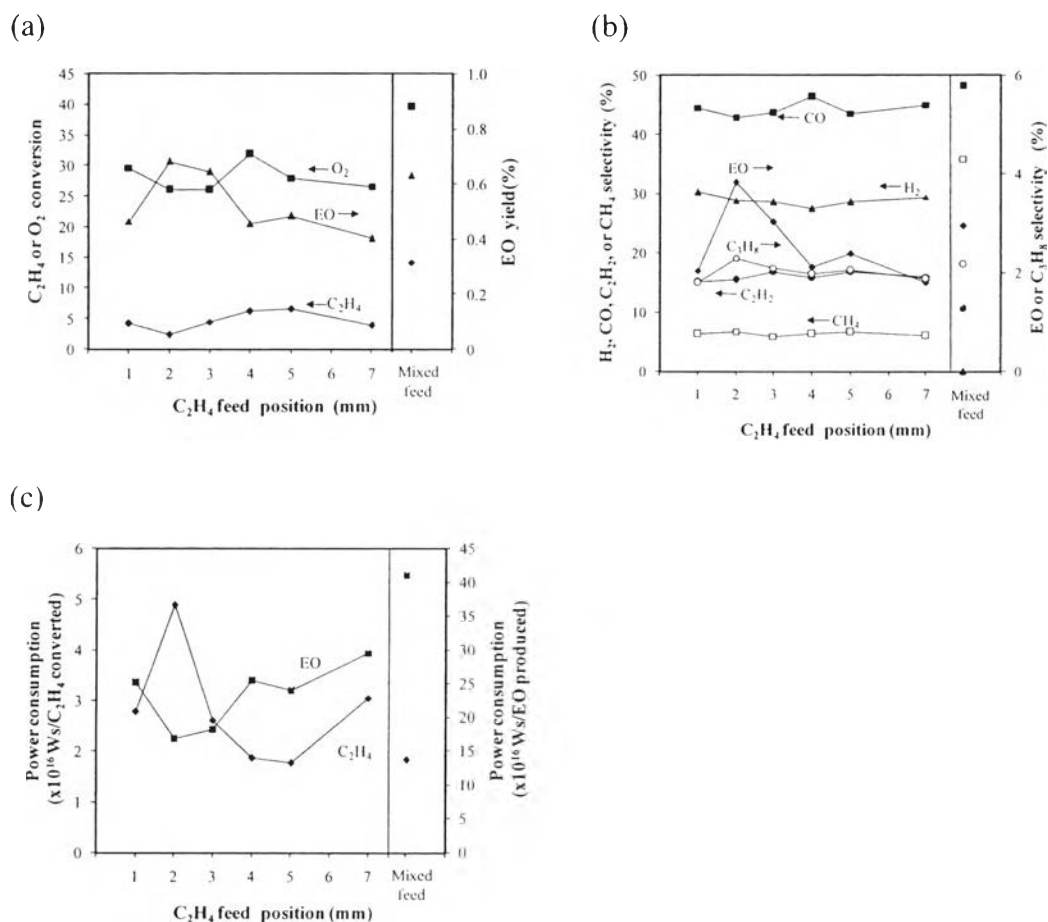 (a)
C₂H₄ or O₂ conversion
45
40
35
30
25
20
15
10
5
0
O₂
EO
C₂H₄
1.0
0.8
0.6
0.4
0.2
0
EO yield (%)
1 2 3 4 5 6 7 Mixed
feed
C₂H₄ feed position (mm)
(b)
H₂, CO, C₂H₂, or CH₄ selectivity (%)
50
40
30
20
10
0
CO
EO
H₂
C₃H₈
C₂H₂
CH₄
6
4
2
0
EO or C₃H₈ selectivity (%)
1 2 3 4 5 6 7 Mixed
feed
C₂H₄ feed position (mm)
(c)
Power consumption
(x10¹⁶ Ws/C₂H₄ converted)
6
5
4
3
2
1
0
EO
C₂H₄
45
40
35
30
25
20
15
10
5
0
Power consumption
(x10¹⁶ Ws/EO produced)
1 2 3 4 5 6 7 Mixed
feed
C₂H₄ feed position (mm)